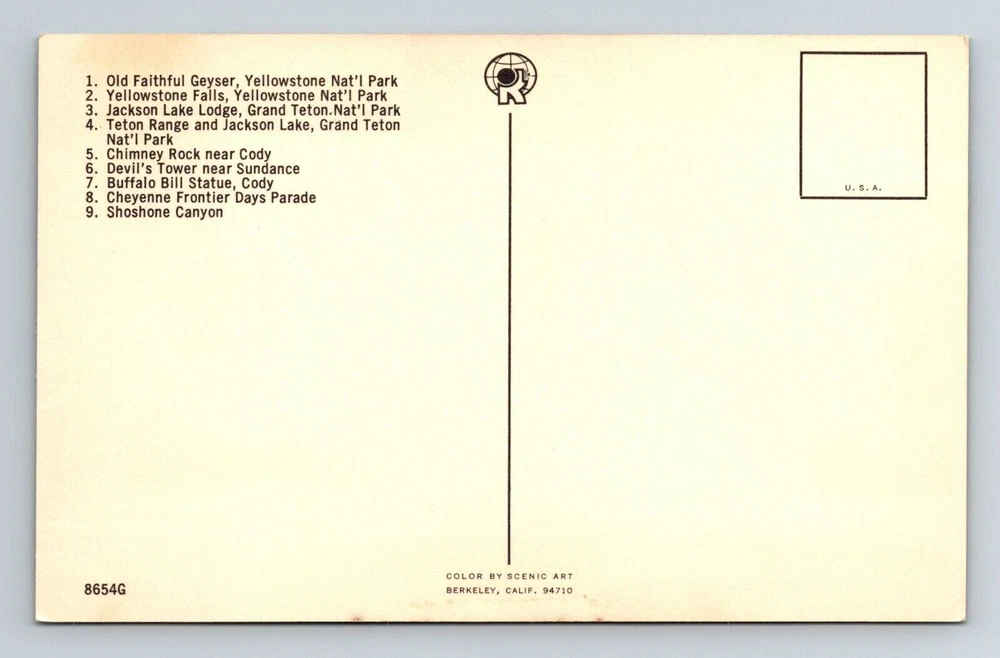 1. Old Faithful Geyser, Yellowstone Nat'l Park
2. Yellowstone Falls, Yellowstone Nat'l Park
3. Jackson Lake Lodge, Grand Teton Nat'l Park
4. Teton Range and Jackson Lake, Grand Teton
Nat'l Park
5. Chimney Rock near Cody
6. Devil's Tower near Sundance
7. Buffalo Bill Statue, Cody
8. Cheyenne Frontier Days Parade
9. Shoshone Canyon
R
U. S. A.
8654G
COLOR BY SCENIC ART
BERKELEY, CALIF. 94710